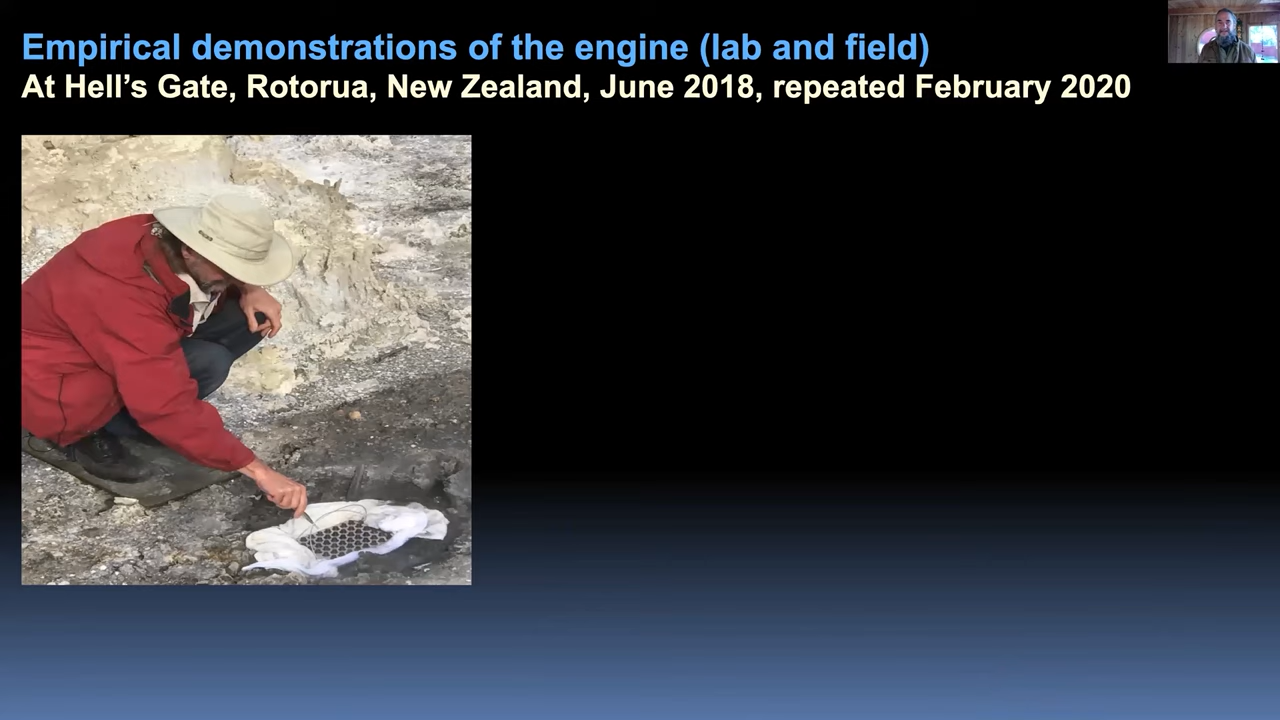 Empirical demonstrations of the engine (lab and field)
At Hell’s Gate, Rotorua, New Zealand, June 2018, repeated February 2020